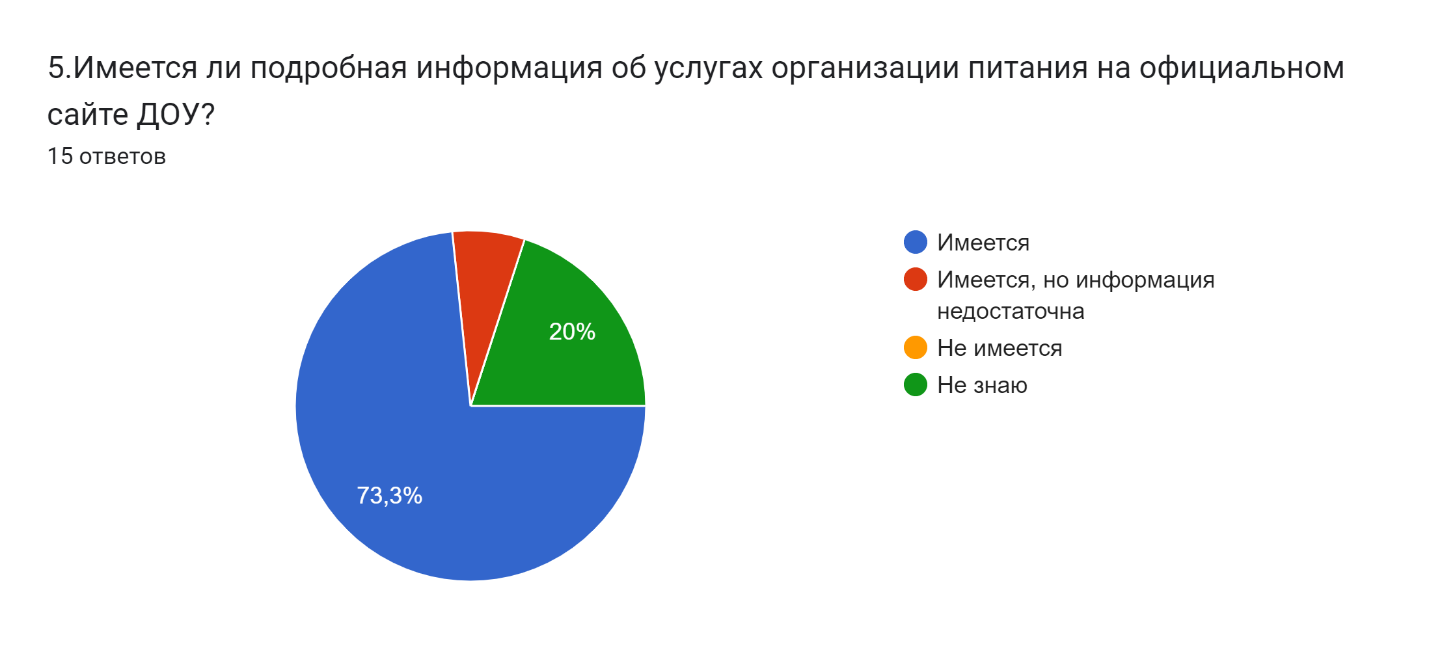 5.Имеется ли подробная информация об услугах организации питания на официальном
сайте ДОУ?
15 ответов
20%
73,3%
Имеется
Имеется, но информация
недостаточна
Не имеется
Не знаю